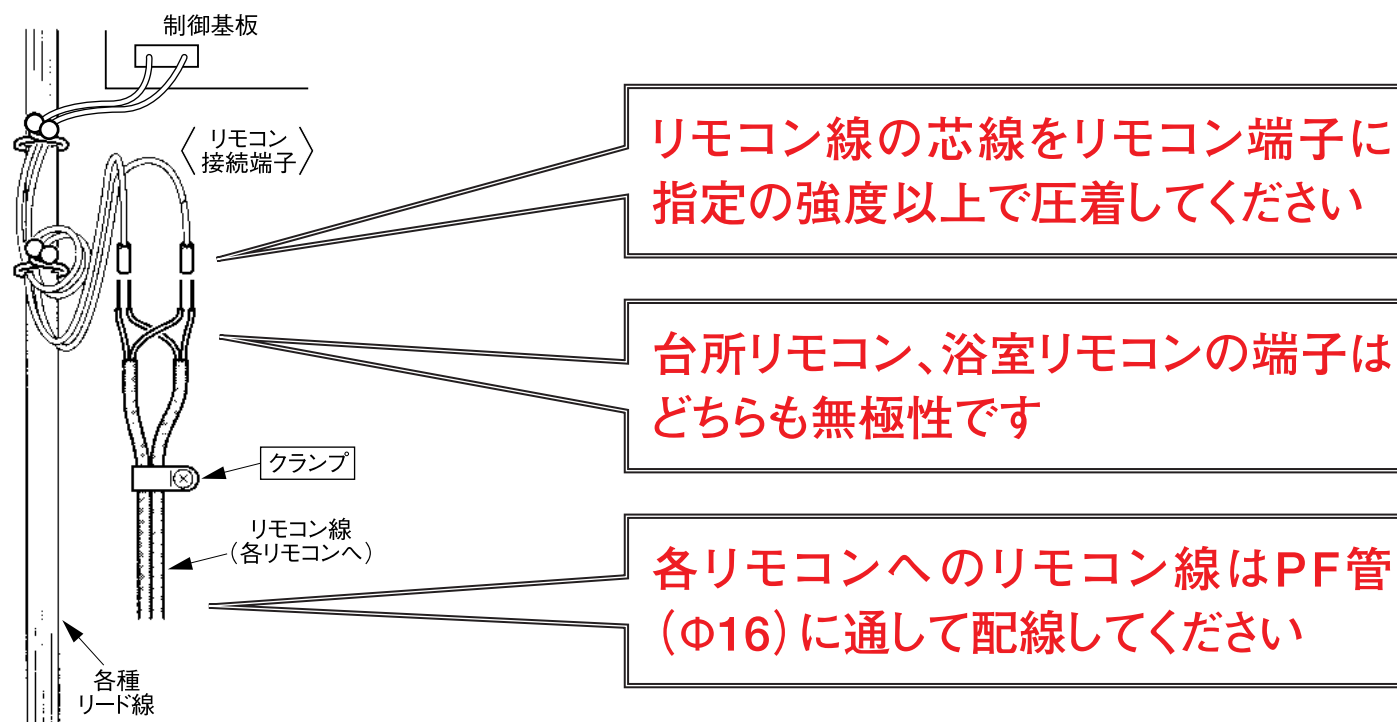 制御基板
〈リモコン
接続端子〉
リモコン線の芯線をリモコン端子に
指定の強度以上で圧着してください
台所リモコン、浴室リモコンの端子は
どちらも無極性です
クランプ
リモコン線
（各リモコンへ）
各リモコンへのリモコン線はPF管
（Φ16）に通して配線してください
各種
リード線